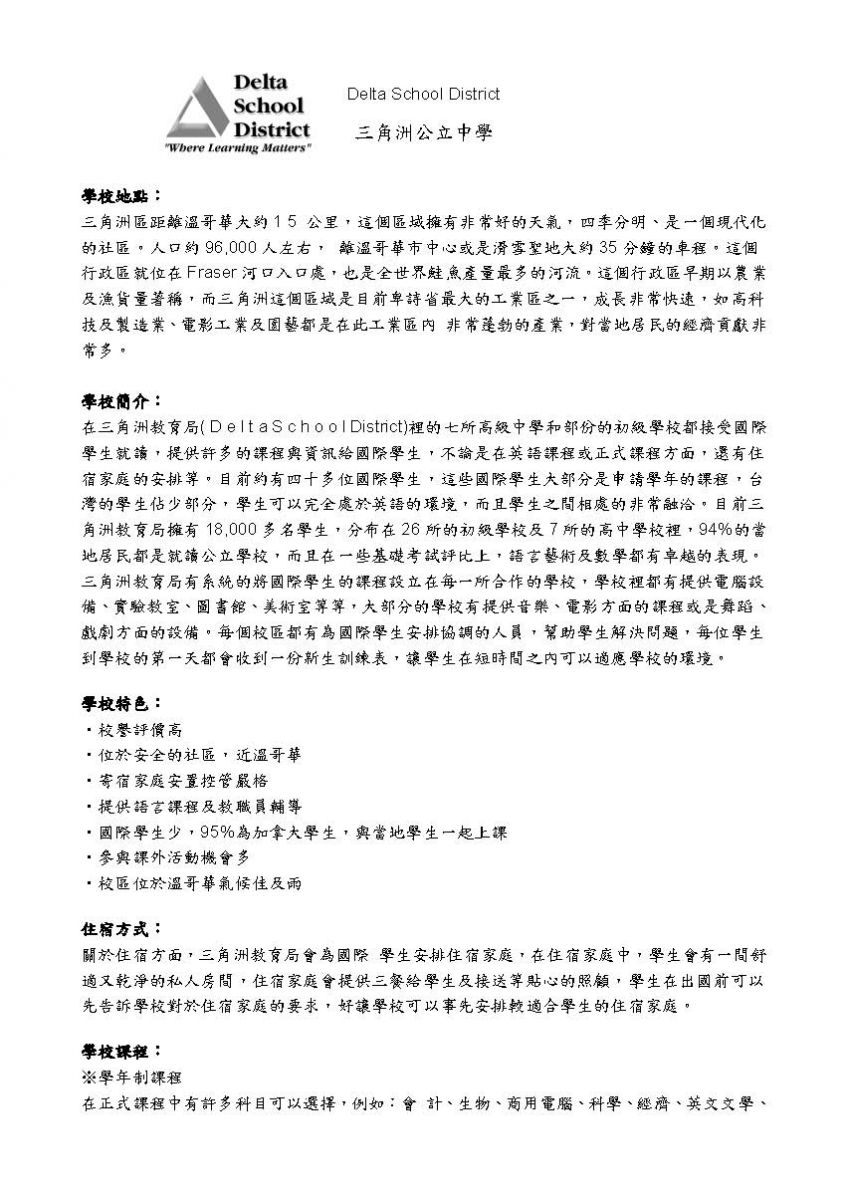 Delta
School
District
"Where Learning Matters"
Delta School District
三角洲公立中學
學校地點：
三角洲區距離溫哥華大約15 公里，這個區域擁有非常好的天氣，四季分明、是一個現代化
的社區。人口約 96,000 人左右， 離溫哥華市中心或是滑雪聖地大約 35 分鐘的車程。這個
行政區就位在 Fraser 河口入口處，也是全世界鮭魚產量最多的河流。這個行政區早期以農業
及漁貨量著稱，而三角洲這個區域是目前卑詩省最大的工業區之一，成長非常快速，如高科
技及製造業、電影工業及園藝都是在此工業區內 非常蓬勃的產業，對當地居民的經濟貢獻非
常多。
學校簡介：
在三角洲教育局( D e l t a S c h o o l District)裡的七所高級中學和部份的初級學校都接受國際
學生就讀，提供許多的課程與資訊給國際學生，不論是在英語課程或正式課程方面，還有住
宿家庭的安排等。目前約有四十多位國際學生，這些國際學生大部分是申請學年的課程，台
灣的學生佔少部分，學生可以完全處於英語的環境，而且學生之間相處的非常融洽。目前三
角洲教育局擁有 18,000 多名學生，分布在 26 所的初級學校及 7 所的高中學校裡，94%的當
地居民都是就讀公立學校，而且在一些基礎考試評比上，語言藝術及數學都有卓越的表現。
三角洲教育局有系統的將國際學生的課程設立在每一所合作的學校，學校裡都有提供電腦設
備、實驗教室、圖書館、美術室等等，大部分的學校有提供音樂、電影方面的課程或是舞蹈、
戲劇方面的設備。每個校區都有為國際學生安排協調的人員，幫助學生解決問題，每位學生
到學校的第一天都會收到一份新生訓練表，讓學生在短時間之內可以適應學校的環境。
學校特色：
・校譽評價高
・位於安全的社區，近溫哥華
・寄宿家庭安置控管嚴格
・提供語言課程及教職員輔導
・國際學生少，95%為加拿大學生，與當地學生一起上課
・參與課外活動機會多
・校區位於溫哥華氣候佳及雨
住宿方式：
關於住宿方面，三角洲教育局會為國際 學生安排住宿家庭，在住宿家庭中，學生會有一間舒
適又乾淨的私人房間，住宿家庭會提供三餐給學生及接送等貼心的照顧，學生在出國前可以
先告訴學校對於住宿家庭的要求，好讓學校可以事先安排較適合學生的住宿家庭。
學校課程：
※學年制課程
在正式課程中有許多科目可以選擇，例如：會 計、生物、商用電腦、科學、經濟、英文文學、